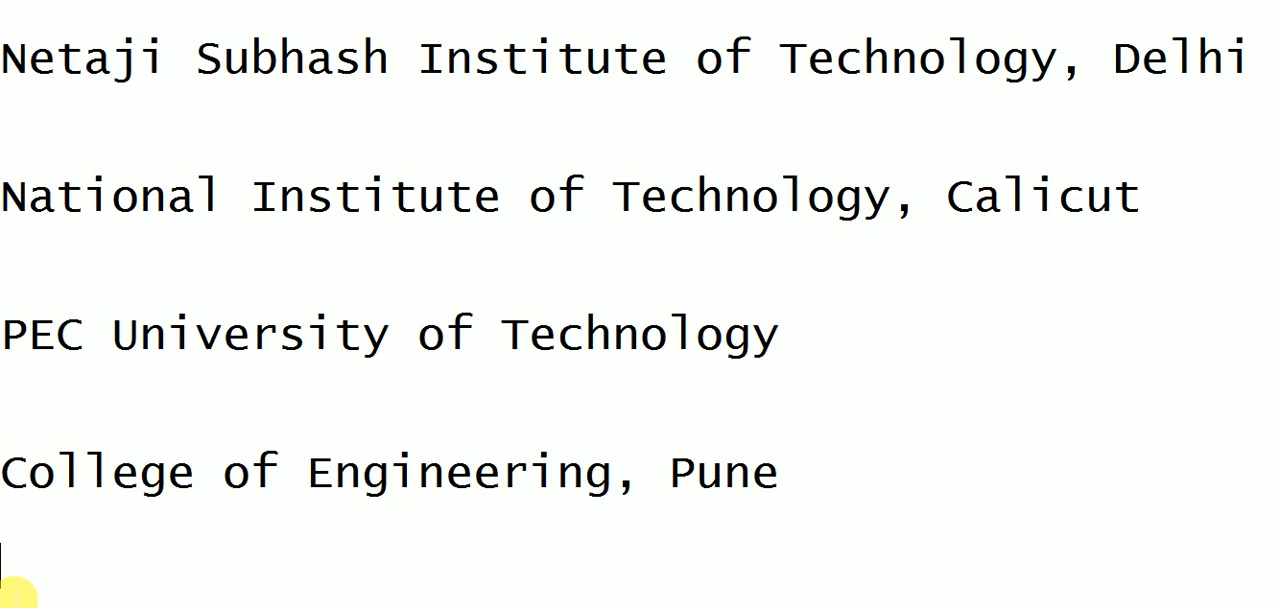 Netaji Subhash Institute of Technology, Delhi
National Institute of Technology, Calicut
PEC University of Technology
College of Engineering, Pune